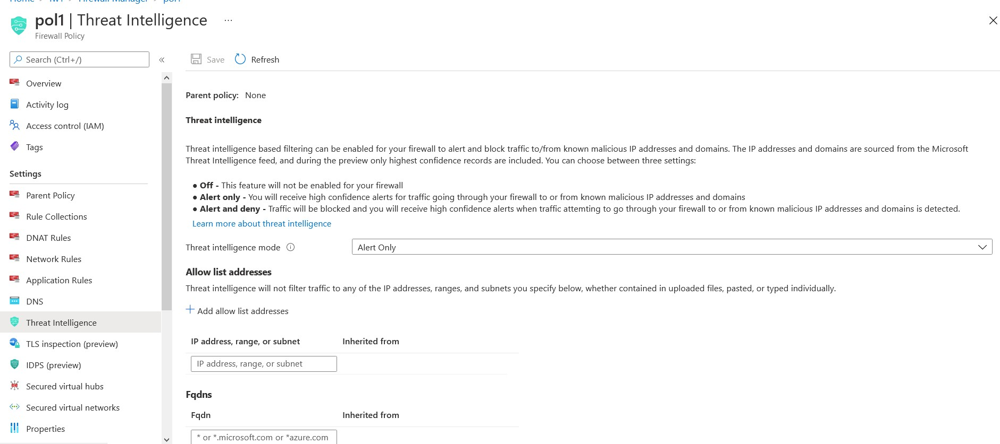 Home > fw1 > Firewall Manager > pol1
pol1 | Threat Intelligence ...
Firewall Policy
Search (Ctrl+/)
«
Save
Refresh
Overview
Activity log
Access control (IAM)
Tags
Settings
Parent Policy
Rule Collections
DNAT Rules
Network Rules
Application Rules
DNS
Threat Intelligence
TLS inspection (preview)
IDPS (preview)
Secured virtual hubs
Secured virtual networks
Properties
Parent policy: None
Threat intelligence
Threat intelligence based filtering can be enabled for your firewall to alert and block traffic to/from known malicious IP addresses and domains. The IP addresses and domains are sourced from the Microsoft
Threat Intelligence feed, and during the preview only highest confidence records are included. You can choose between three settings:
● Off - This feature will not be enabled for your firewall
● Alert only - You will receive high confidence alerts for traffic going through your firewall to or from known malicious IP addresses and domains
● Alert and deny - Traffic will be blocked and you will receive high confidence alerts when traffic attemting to go through your firewall to or from known malicious IP addresses and domains is detected.
Learn more about threat intelligence
Threat intelligence mode
Alert Only
Allow list addresses
Threat intelligence will not filter traffic to any of the IP addresses, ranges, and subnets you specify below, whether contained in uploaded files, pasted, or typed individually.
+ Add allow list addresses
IP address, range, or subnet
Inherited from
IP address, range, or subnet
Fqdns
Fqdn
Inherited from
* or *.microsoft.com or *azure.com